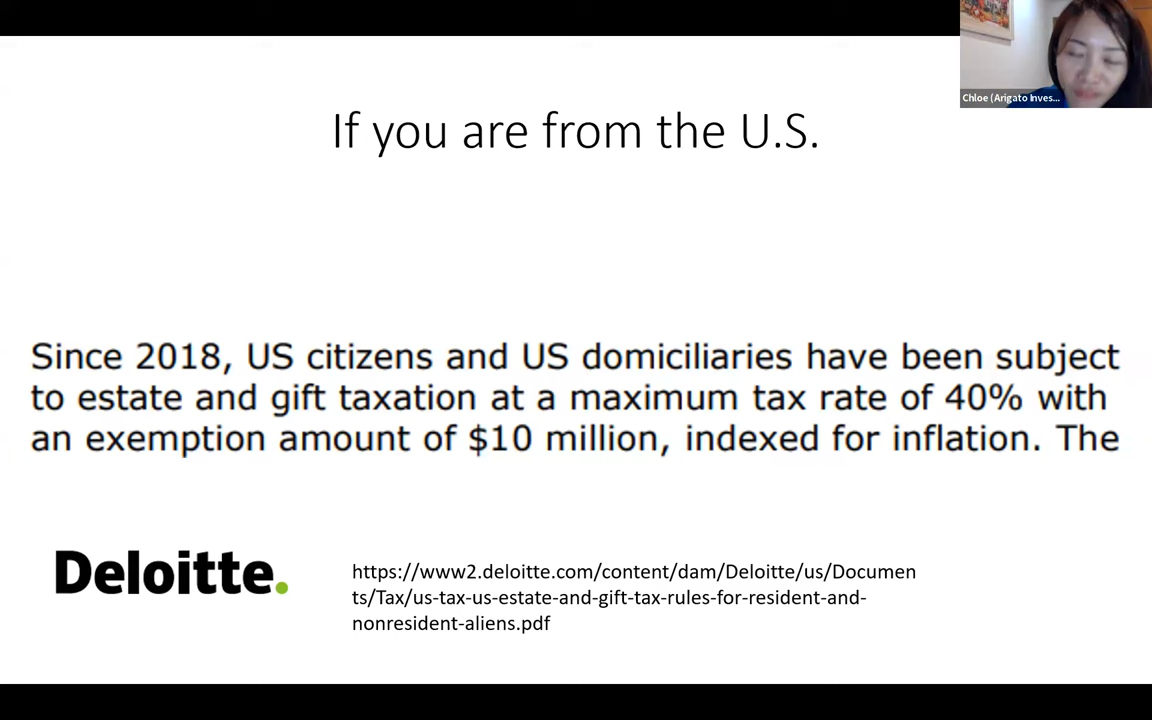 Chloe (Arigato Inves...
If you are from the U.S.
Since 2018, US citizens and US domiciliaries have been subject
to estate and gift taxation at a maximum tax rate of 40% with
an exemption amount of $10 million, indexed for inflation. The
Deloitte.
https://www2.deloitte.com/content/dam/Deloitte/us/Documen
ts/Tax/us-tax-us-estate-and-gift-tax-rules-for-resident-and-
nonresident-aliens.pdf